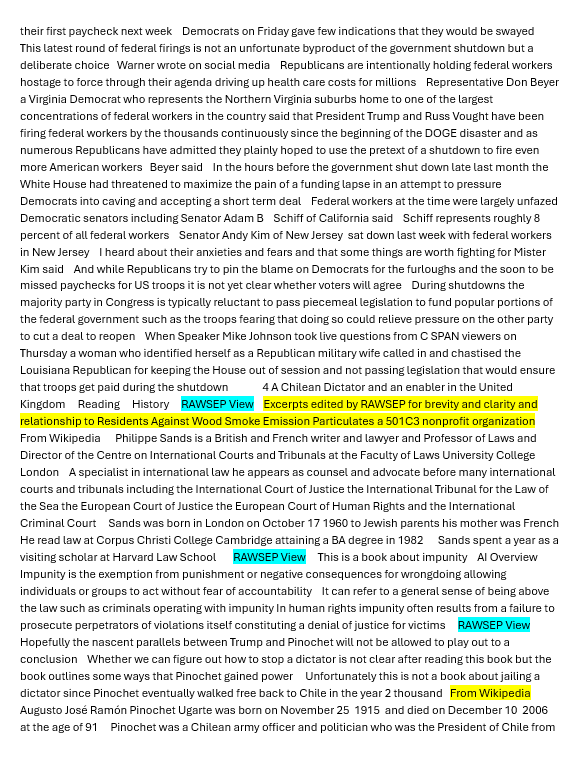 their first paycheck next week    Democrats on Friday gave few indications that they would be swayed
This latest round of federal firings is not an unfortunate byproduct of the government shutdown but a
deliberate choice   Warner wrote on social media    Republicans are intentionally holding federal workers
hostage to force through their agenda driving up health care costs for millions    Representative Don Beyer
a Virginia Democrat who represents the Northern Virginia suburbs home to one of the largest
concentrations of federal workers in the country said that President Trump and Russ Vought have been
firing federal workers by the thousands continuously since the beginning of the DOGE disaster and as
numerous Republicans have admitted they plainly hoped to use the pretext of a shutdown to fire even
more American workers   Beyer said    In the hours before the government shut down late last month the
White House had threatened to maximize the pain of a funding lapse in an attempt to pressure
Democrats into caving and accepting a short term deal    Federal workers at the time were largely unfazed
Democratic senators including Senator Adam B   Schiff of California said    Schiff represents roughly 8
percent of all federal workers    Senator Andy Kim of New Jersey  sat down last week with federal workers
in New Jersey    I heard about their anxieties and fears and that some things are worth fighting for Mister
Kim said    And while Republicans try to pin the blame on Democrats for the furloughs and the soon to be
missed paychecks for US troops it is not yet clear whether voters will agree    During shutdowns the
majority party in Congress is typically reluctant to pass piecemeal legislation to fund popular portions of
the federal government such as the troops fearing that doing so could relieve pressure on the other party
to cut a deal to reopen    When Speaker Mike Johnson took live questions from C SPAN viewers on
Thursday a woman who identified herself as a Republican military wife called in and chastised the
Louisiana Republican for keeping the House out of session and not passing legislation that would ensure
that troops get paid during the shutdown            4 A Chilean Dictator and an enabler in the United
Kingdom    Reading    History    RAWSEP View    Excerpts edited by RAWSEP for brevity and clarity and
relationship to Residents Against Wood Smoke Emission Particulates a 501C3 nonprofit organization
From Wikipedia     Philippe Sands is a British and French writer and lawyer and Professor of Laws and
Director of the Centre on International Courts and Tribunals at the Faculty of Laws University College
London    A specialist in international law he appears as counsel and advocate before many international
courts and tribunals including the International Court of Justice the International Tribunal for the Law of
the Sea the European Court of Justice the European Court of Human Rights and the International
Criminal Court    Sands was born in London on October 17 1960 to Jewish parents his mother was French
He read law at Corpus Christi College Cambridge attaining a BA degree in 1982     Sands spent a year as a
visiting scholar at Harvard Law School      RAWSEP View    This is a book about impunity    AI Overview
Impunity is the exemption from punishment or negative consequences for wrongdoing allowing
individuals or groups to act without fear of accountability    It can refer to a general sense of being above
the law such as criminals operating with impunity In human rights impunity often results from a failure to
prosecute perpetrators of violations itself constituting a denial of justice for victims    RAWSEP View
Hopefully the nascent parallels between Trump and Pinochet will not be allowed to play out to a
conclusion    Whether we can figure out how to stop a dictator is not clear after reading this book but the
book outlines some ways that Pinochet gained power     Unfortunately this is not a book about jailing a
dictator since Pinochet eventually walked free back to Chile in the year 2 thousand   From Wikipedia
Augusto José Ramón Pinochet Ugarte was born on November 25  1915  and died on December 10  2006
at the age of 91    Pinochet was a Chilean army officer and politician who was the President of Chile from